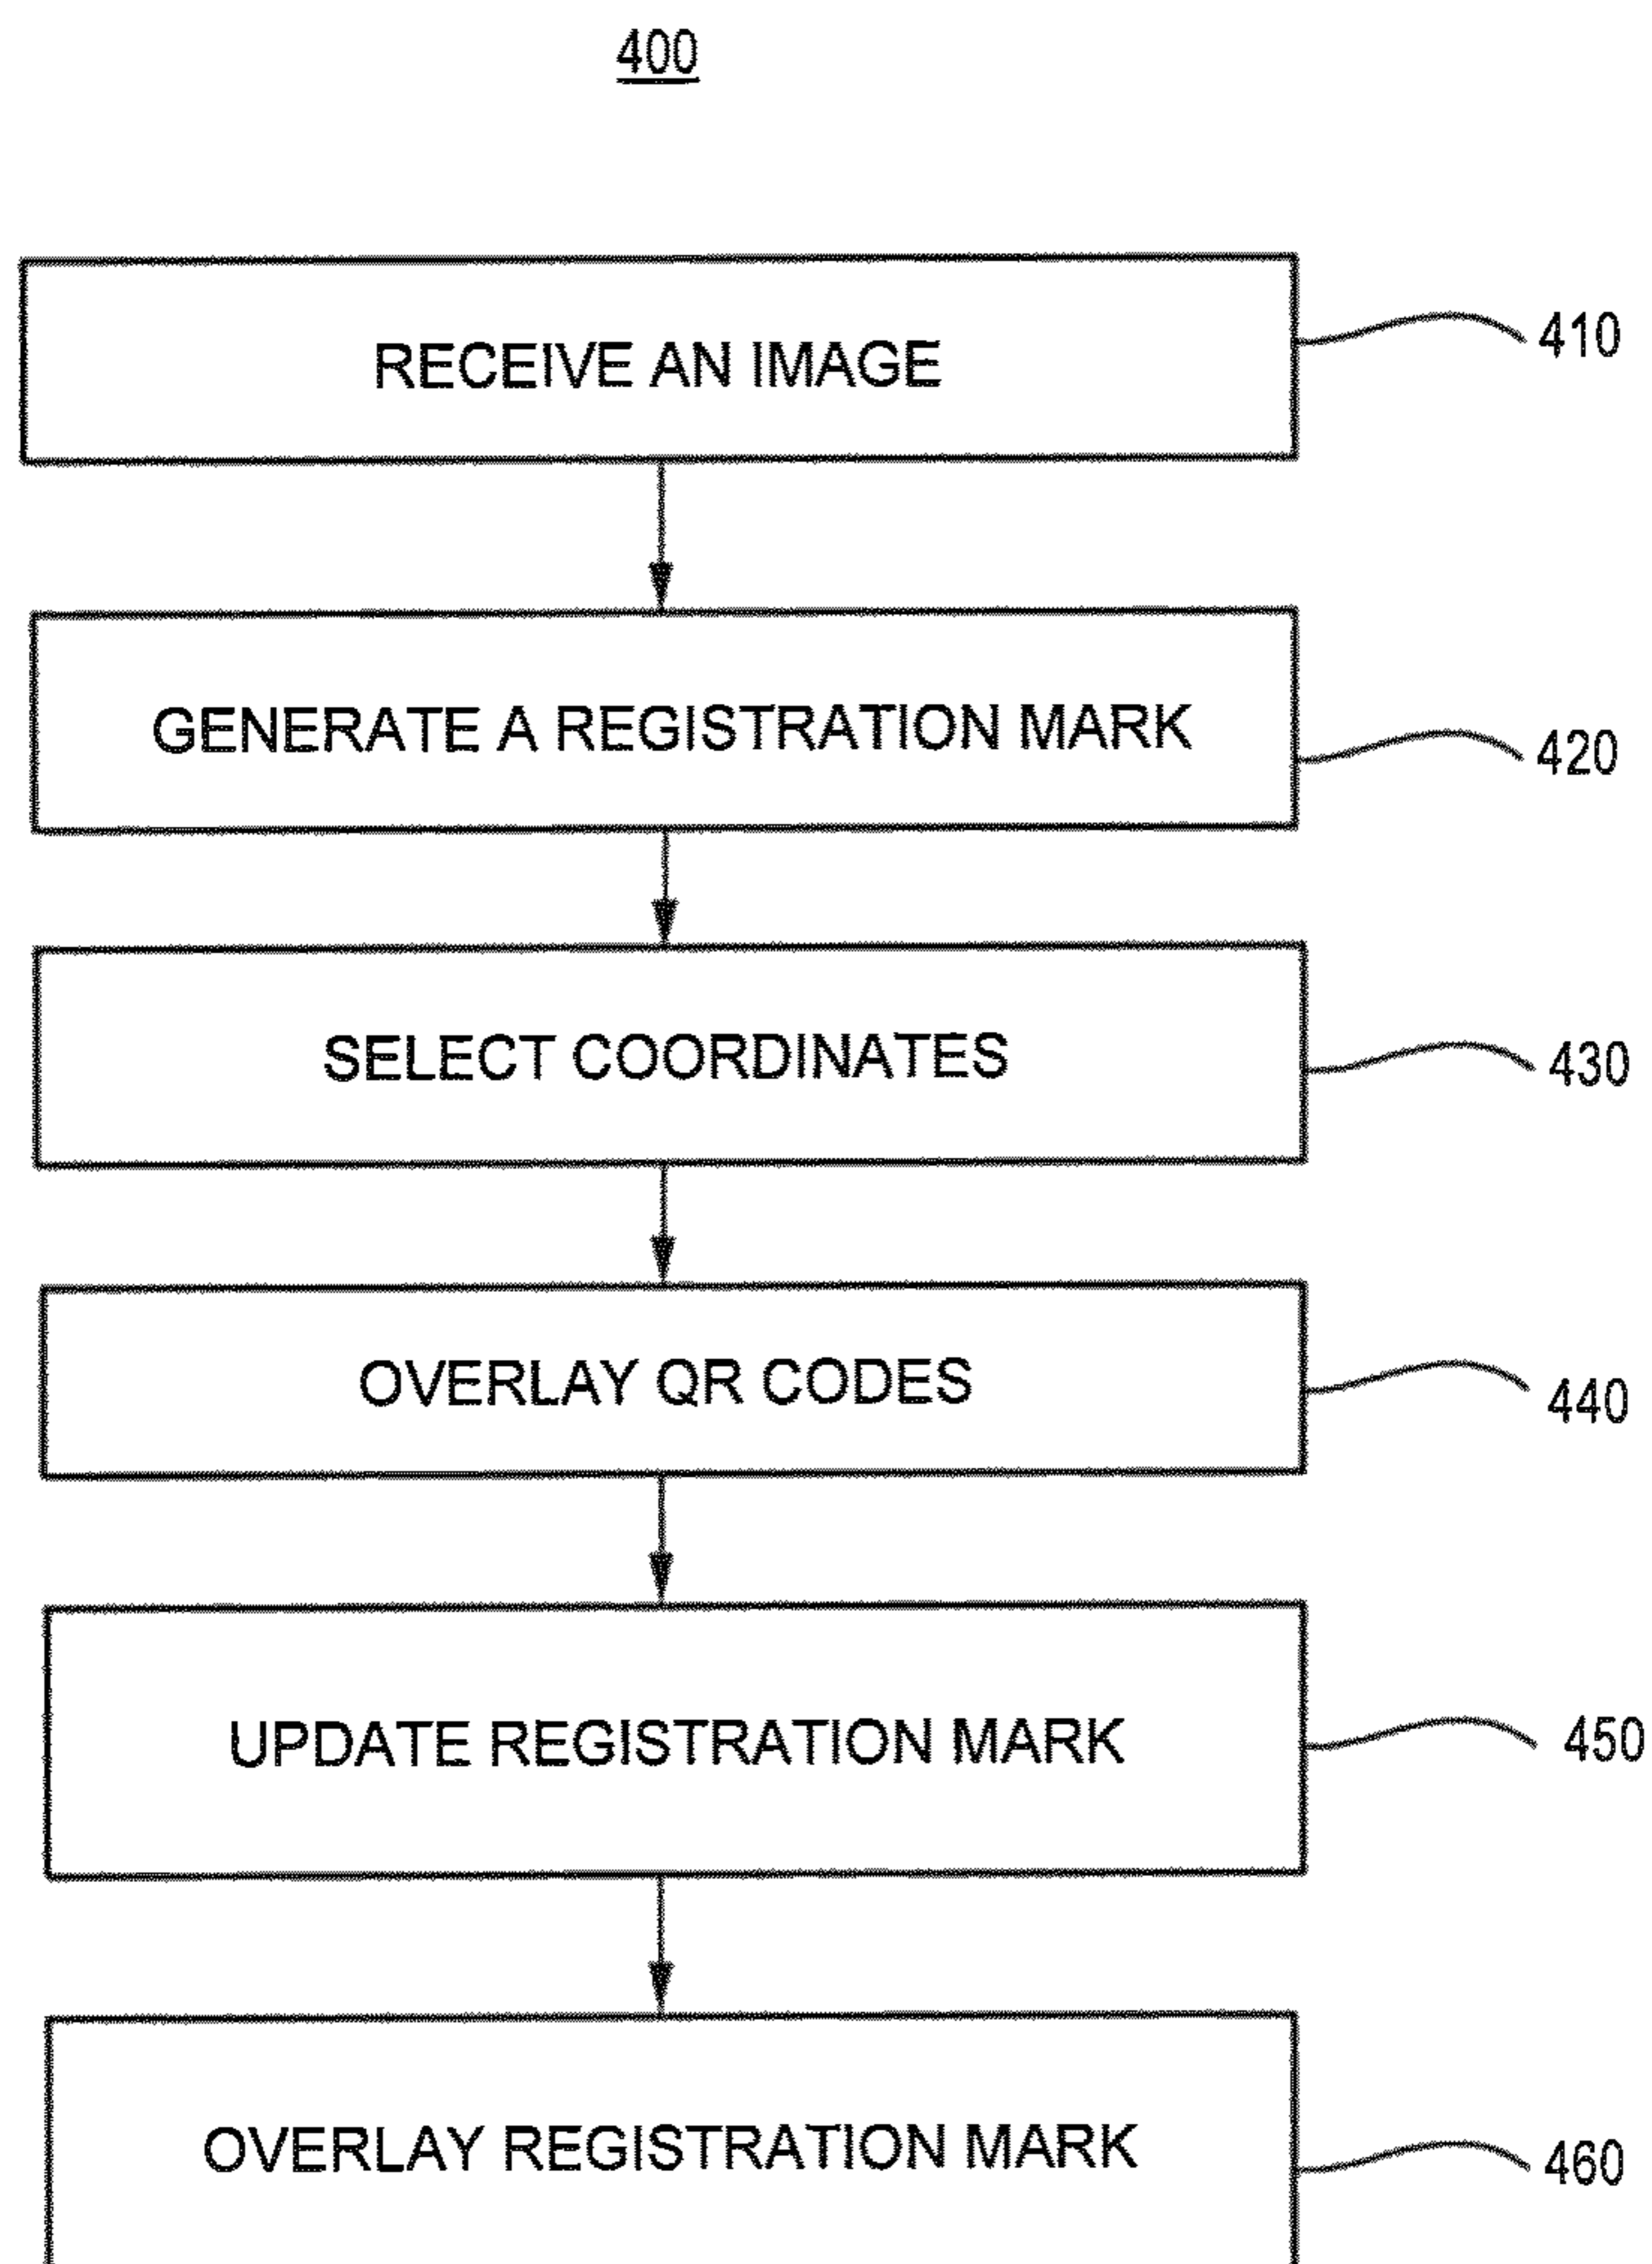 400
RECEIVE AN IMAGE
410
GENERATE A REGISTRATION MARK
420
SELECT COORDINATES
430
OVERLAY QR CODES
440
UPDATE REGISTRATION MARK
450
OVERLAY REGISTRATION MARK
460